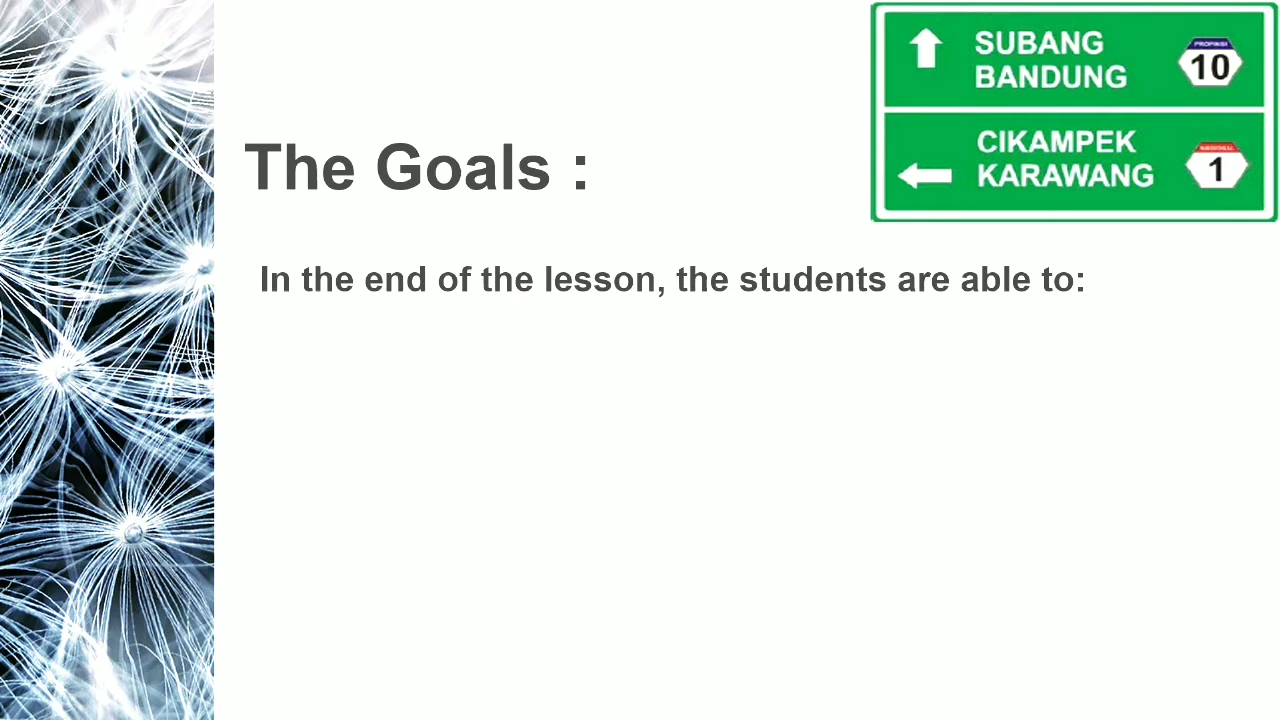 SUBANG
BANDUNG
PROPINSI
10
CIKAMPEK
KARAWANG
1
The Goals :
In the end of the lesson, the students are able to: